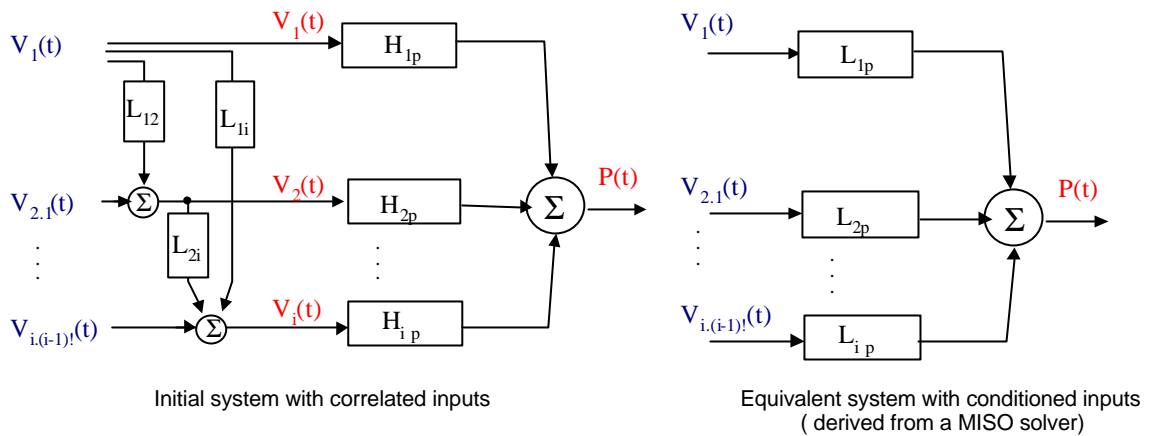 V1(t)
V1(t)
H1p
L12
L1i
V2.1(t)
Σ
V2(t)
H2p
Σ
P(t)
L2i
Vi.(i-1)!(t)
Σ
Vi(t)
Hi p
Initial system with correlated inputs
V1(t)
L1p
V2.1(t)
L2p
Σ
P(t)
Vi.(i-1)!(t)
Li p
Equivalent system with conditioned inputs
( derived from a MISO solver)